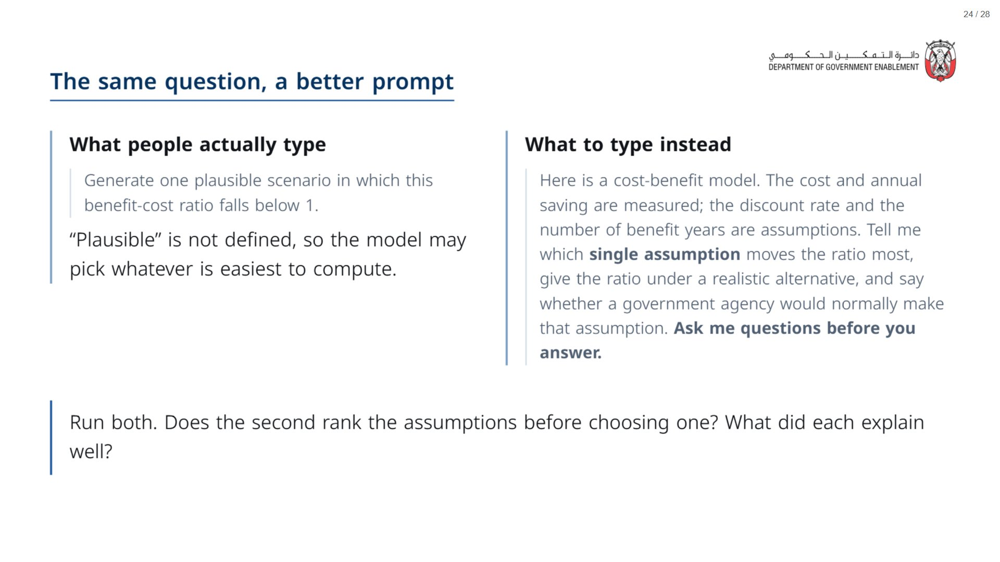 24 / 28
دائرة التمكين الحكومي
DEPARTMENT OF GOVERNMENT ENABLEMENT
The same question, a better prompt
What people actually type
Generate one plausible scenario in which this
benefit-cost ratio falls below 1.
“Plausible” is not defined, so the model may
pick whatever is easiest to compute.
What to type instead
Here is a cost-benefit model. The cost and annual
saving are measured; the discount rate and the
number of benefit years are assumptions. Tell me
which single assumption moves the ratio most,
give the ratio under a realistic alternative, and say
whether a government agency would normally make
that assumption. Ask me questions before you
answer.
Run both. Does the second rank the assumptions before choosing one? What did each explain
well?